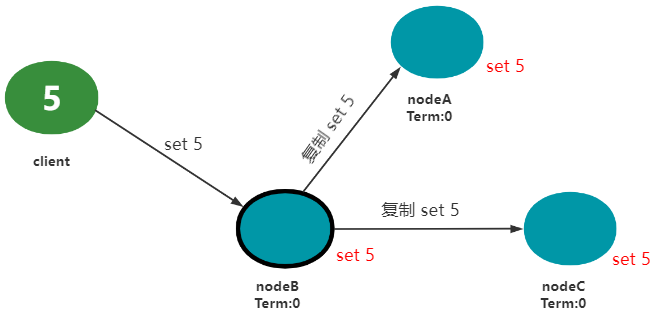 set 5
nodeA
Term:0
5
client
set 5
复制 set 5
复制 set 5
set 5
nodeB
Term:0
set 5
nodeC
Term:0